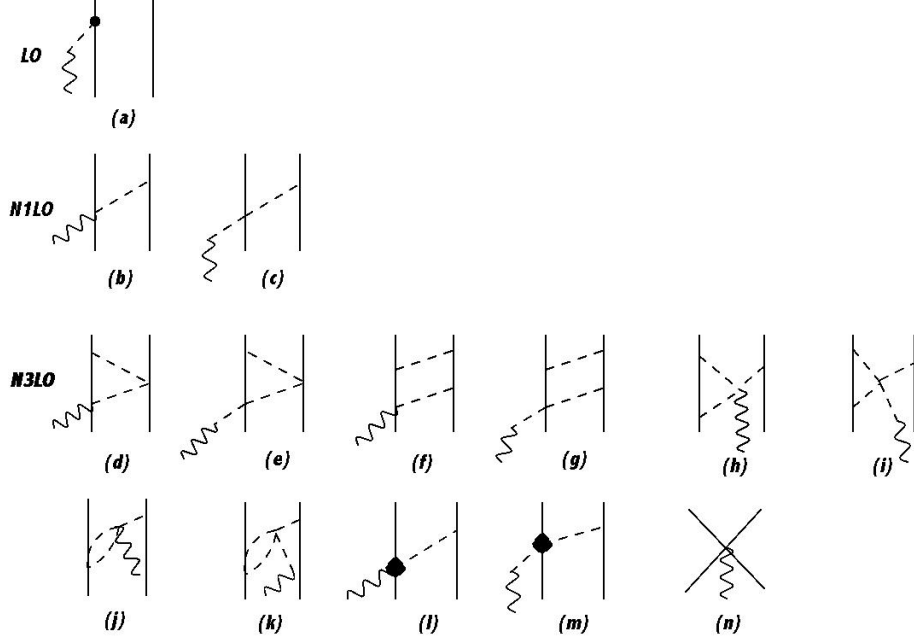 LO
(a)
N1LO
(b) (c)
N3LO
(d) (e) (f) (g) (h) (i)
(j) (k) (l) (m) (n)